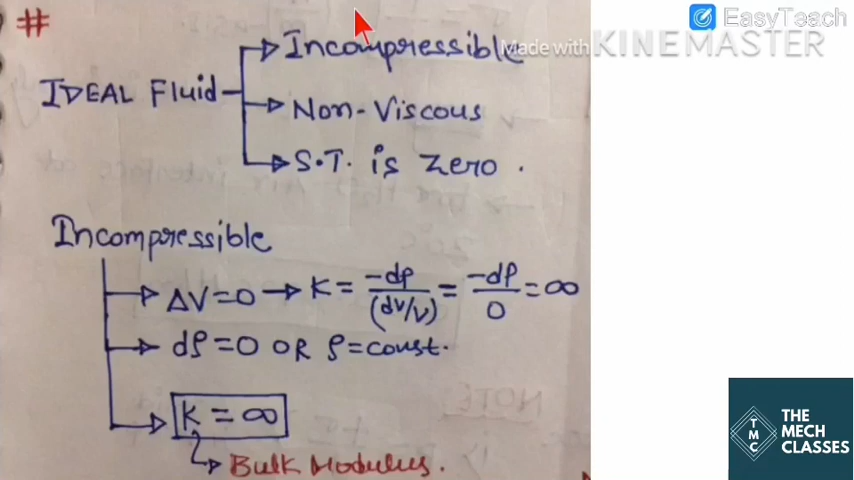 #
EasyTeach
Made with KINEMASTER
IDEAL Fluid
Incompressible
Non-Viscous
S.T. is Zero.
Incompressible
ΔV=0 → K = -dp/(dv/v) = -dp/0 = ∞
dρ=0 OR ρ=const.
K = ∞
Bulk Modulus.
TMC
THE
MECH
CLASSES